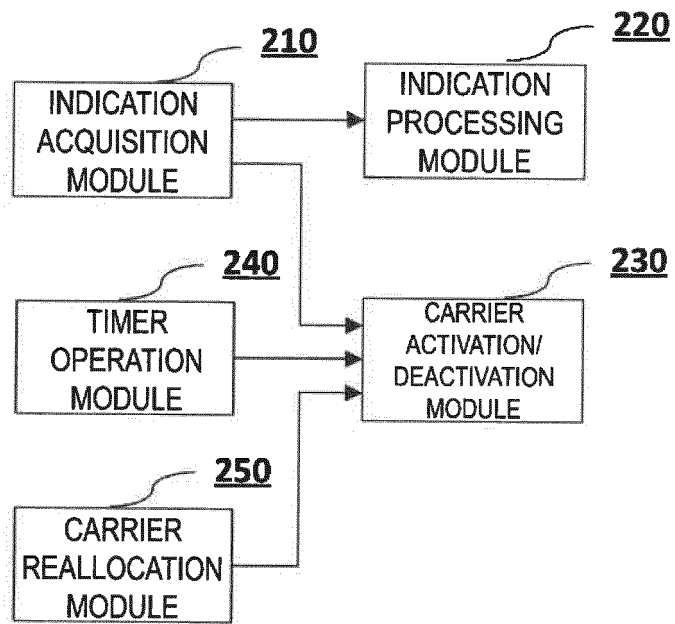 210
INDICATION
ACQUISITION
MODULE
220
INDICATION
PROCESSING
MODULE
240
TIMER
OPERATION
MODULE
230
CARRIER
ACTIVATION/
DEACTIVATION
MODULE
250
CARRIER
REALLOCATION
MODULE